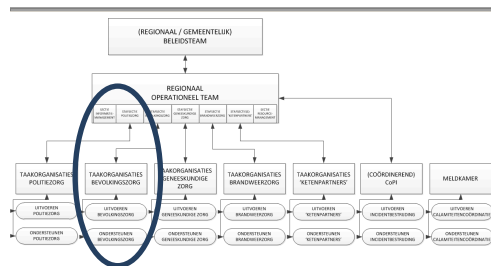 (REGIONAAL / GEMEENTELIJK)
BELEIDSTEAM
REGIONAAL
OPERATIONEEL TEAM
TAAKORGANISATIES
POLITIEZORG
TAAKORGANISATIES
BEVOLKINGSZORG
TAAKORGANISATIES
GENEESKUNDIGE
ZORG
TAAKORGANISATIES
BRANDWEERZORG
TAAKORGANISATIES
'KETENPARTNERS'
(COÖRDINEREND)
CoPI
MELDKAMER
UITVOEREN
POLITIEZORG
UITVOEREN
BEVOLKINGSZORG
UITVOEREN
GENEESKUNDIGE ZORG
UITVOEREN
BRANDWEERZORG
UITVOEREN
'KETENPARTNERS'
UITVOEREN
INCIDENTBESTRIJDING
UITVOEREN
CALAMITEITENCOÖRDINATIE
ONDERSTEUNEN
POLITIEZORG
ONDERSTEUNEN
BEVOLKINGSZORG
ONDERSTEUNEN
GENEESKUNDIGE ZORG
ONDERSTEUNEN
BRANDWEERZORG
ONDERSTEUNEN
'KETENPARTNERS'
ONDERSTEUNEN
INCIDENTBESTRIJDING
ONDERSTEUNEN
CALAMITEITENCOÖRDINATIE